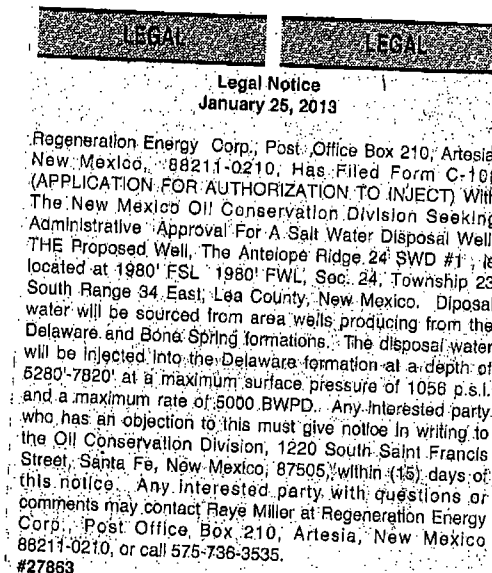 LEGAL LEGAL
Legal Notice
January 25, 2013
Regeneration Energy Corp., Post Office Box 210, Artesia
New Mexico, 88211-0210, Has Filed Form C-108
(APPLICATION FOR AUTHORIZATION TO INJECT) With
The New Mexico Oil Conservation Division Seeking
Administrative Approval For A Salt Water Disposal Well
THE Proposed Well, The Antelope Ridge 24 SWD #1, is
located at 1980' FSL 1980' FWL, Sec. 24, Township 23
South Range 34 East, Lea County, New Mexico. Diposal
water will be sourced from area wells producing from the
Delaware and Bone Spring formations. The disposal water
will be injected into the Delaware formation at a depth of
5280'-7820' at a maximum surface pressure of 1056 p.s.i.
and a maximum rate of 5000 BWPD. Any interested party
who has an objection to this must give notice in writing to
the Oil Conservation Division, 1220 South Saint Francis
Street, Santa Fe, New Mexico, 87505, within (15) days of
this notice. Any interested party with questions or
comments may contact Raye Miller at Regeneration Energy
Corp., Post Office Box 210, Artesia, New Mexico
88211-0210, or call 575-736-3535.
#27863